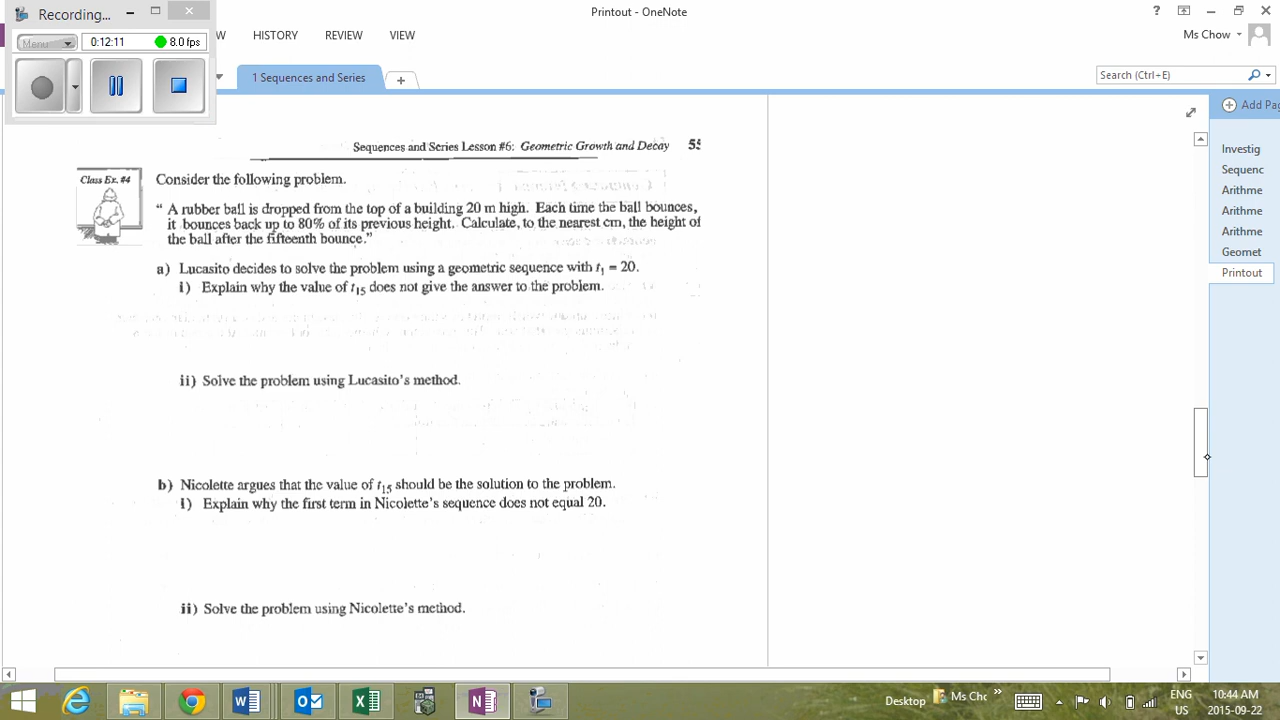 Recording...
Printout - OneNote
Menu
0:12:11
8.0 fps
W
HISTORY
REVIEW
VIEW
Ms Chow
1 Sequences and Series
Search (Ctrl+E)
Add Pag
Sequences and Series Lesson #6: Geometric Growth and Decay 55
Class Ex. #4
Consider the following problem.
“ A rubber ball is dropped from the top of a building 20 m high. Each time the ball bounces,
it bounces back up to 80% of its previous height. Calculate, to the nearest cm, the height of
the ball after the fifteenth bounce.”
a) Lucasito decides to solve the problem using a geometric sequence with t1 = 20.
i) Explain why the value of t15 does not give the answer to the problem.
ii) Solve the problem using Lucasito's method.
b) Nicolette argues that the value of t15 should be the solution to the problem.
i) Explain why the first term in Nicolette's sequence does not equal 20.
ii) Solve the problem using Nicolette's method.
Investig
Sequenc
Arithme
Arithme
Arithme
Geomet
Printout
Desktop
Ms Chc
ENG
US
10:44 AM
2015-09-22